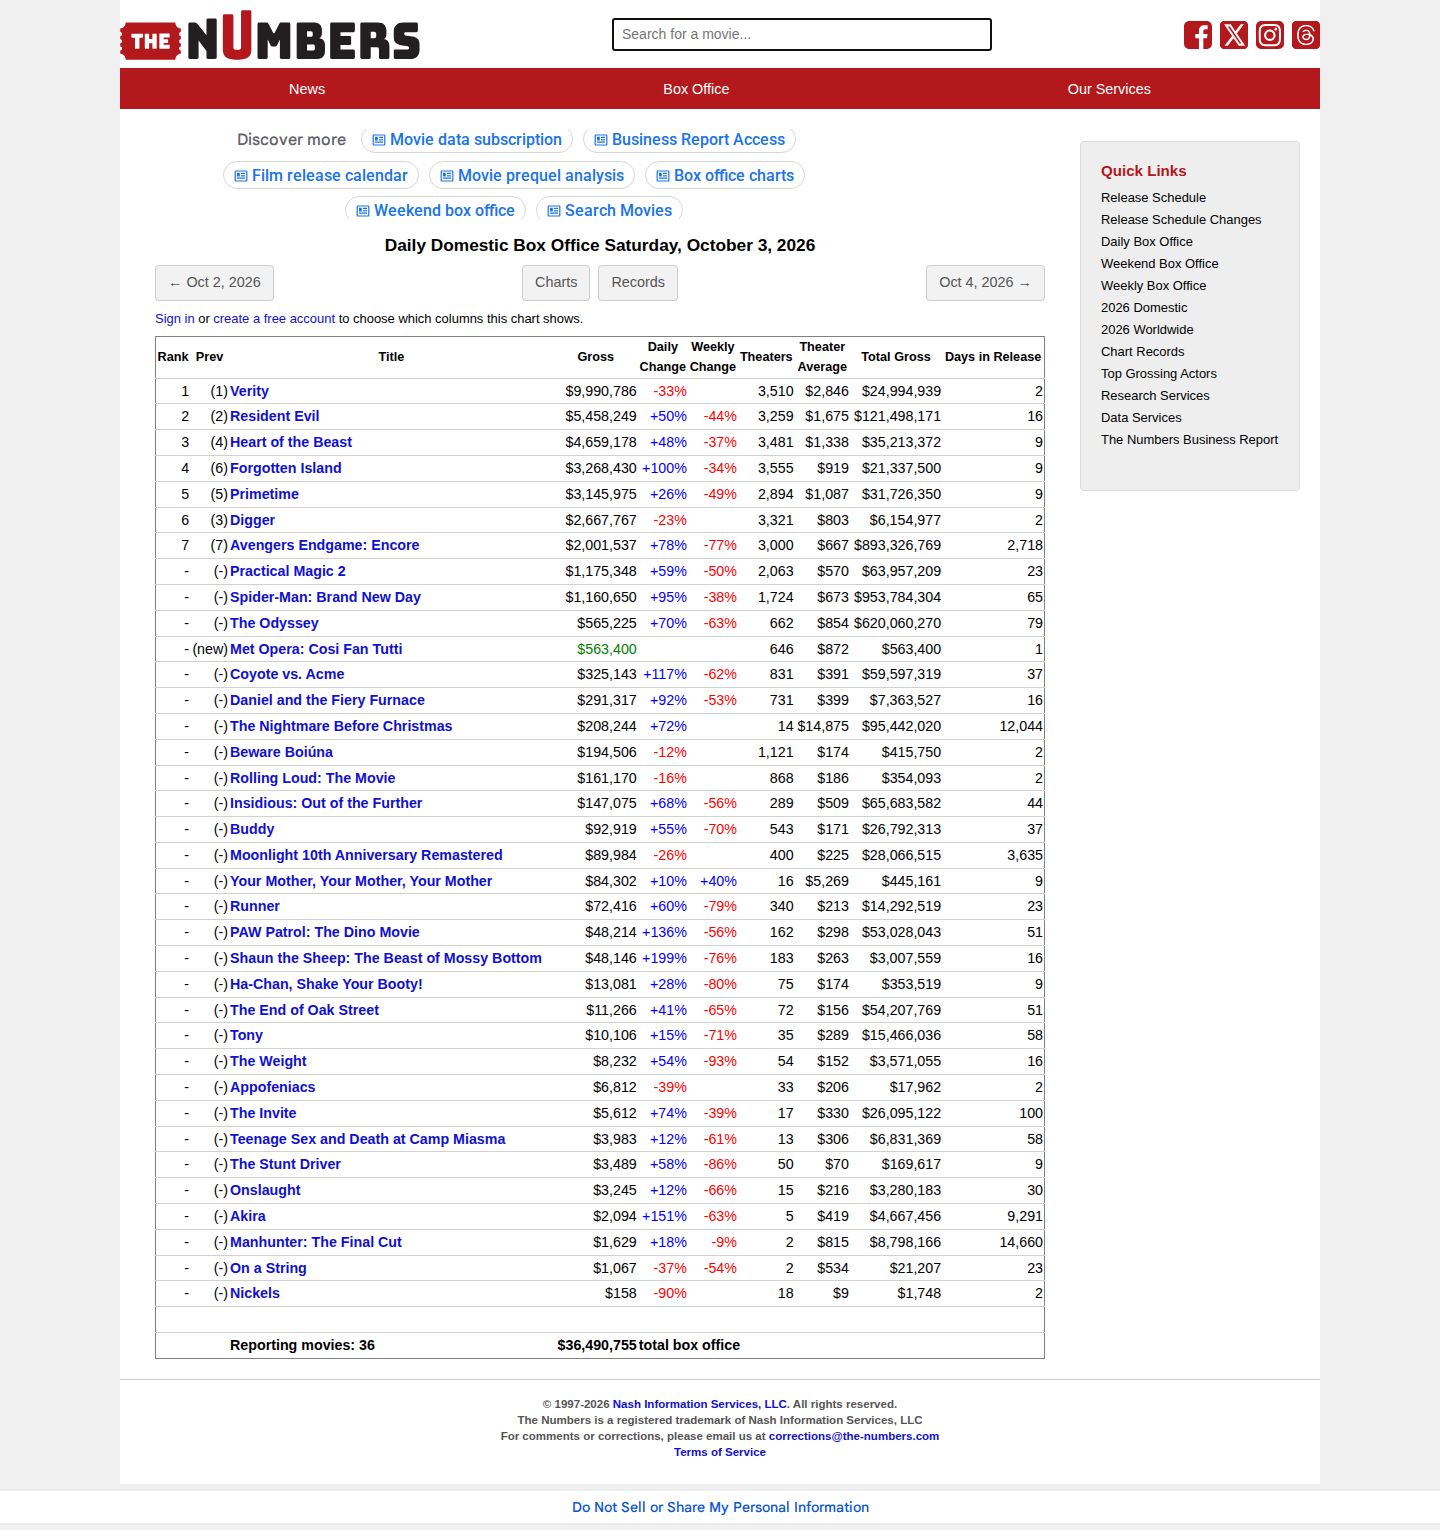 THE NUMBERS
Search for a movie...
News Box Office Our Services
Discover more Movie data subscription Business Report Access
Film release calendar Movie prequel analysis Box office charts
Weekend box office Search Movies
Daily Domestic Box Office Saturday, October 3, 2026
← Oct 2, 2026 Charts Records Oct 4, 2026 →
Sign in or create a free account to choose which columns this chart shows.
Rank Prev Title Gross Daily Change Weekly Change Theaters Theater Average Total Gross Days in Release
1 (1) Verity $9,990,786 -33% 3,510 $2,846 $24,994,939 2
2 (2) Resident Evil $5,458,249 +50% -44% 3,259 $1,675 $121,498,171 16
3 (4) Heart of the Beast $4,659,178 +48% -37% 3,481 $1,338 $35,213,372 9
4 (6) Forgotten Island $3,268,430 +100% -34% 3,555 $919 $21,337,500 9
5 (5) Primetime $3,145,975 +26% -49% 2,894 $1,087 $31,726,350 9
6 (3) Digger $2,667,767 -23% 3,321 $803 $6,154,977 2
7 (7) Avengers Endgame: Encore $2,001,537 +78% -77% 3,000 $667 $893,326,769 2,718
- (-) Practical Magic 2 $1,175,348 +59% -50% 2,063 $570 $63,957,209 23
- (-) Spider-Man: Brand New Day $1,160,650 +95% -38% 1,724 $673 $953,784,304 65
- (-) The Odyssey $565,225 +70% -63% 662 $854 $620,060,270 79
- (new) Met Opera: Cosi Fan Tutti $563,400 646 $872 $563,400 1
- (-) Coyote vs. Acme $325,143 +117% -62% 831 $391 $59,597,319 37
- (-) Daniel and the Fiery Furnace $291,317 +92% -53% 731 $399 $7,363,527 16
- (-) The Nightmare Before Christmas $208,244 +72% 14 $14,875 $95,442,020 12,044
- (-) Beware Boiúna $194,506 -12% 1,121 $174 $415,750 2
- (-) Rolling Loud: The Movie $161,170 -16% 868 $186 $354,093 2
- (-) Insidious: Out of the Further $147,075 +68% -56% 289 $509 $65,683,582 44
- (-) Buddy $92,919 +55% -70% 543 $171 $26,792,313 37
- (-) Moonlight 10th Anniversary Remastered $89,984 -26% 400 $225 $28,066,515 3,635
- (-) Your Mother, Your Mother, Your Mother $84,302 +10% +40% 16 $5,269 $445,161 9
- (-) Runner $72,416 +60% -79% 340 $213 $14,292,519 23
- (-) PAW Patrol: The Dino Movie $48,214 +136% -56% 162 $298 $53,028,043 51
- (-) Shaun the Sheep: The Beast of Mossy Bottom $48,146 +199% -76% 183 $263 $3,007,559 16
- (-) Ha-Chan, Shake Your Booty! $13,081 +28% -80% 75 $174 $353,519 9
- (-) The End of Oak Street $11,266 +41% -65% 72 $156 $54,207,769 51
- (-) Tony $10,106 +15% -71% 35 $289 $15,466,036 58
- (-) The Weight $8,232 +54% -93% 54 $152 $3,571,055 16
- (-) Appofeniacs $6,812 -39% 33 $206 $17,962 2
- (-) The Invite $5,612 +74% -39% 17 $330 $26,095,122 100
- (-) Teenage Sex and Death at Camp Miasma $3,983 +12% -61% 13 $306 $6,831,369 58
- (-) The Stunt Driver $3,489 +58% -86% 50 $70 $169,617 9
- (-) Onslaught $3,245 +12% -66% 15 $216 $3,280,183 30
- (-) Akira $2,094 +151% -63% 5 $419 $4,667,456 9,291
- (-) Manhunter: The Final Cut $1,629 +18% -9% 2 $815 $8,798,166 14,660
- (-) On a String $1,067 -37% -54% 2 $534 $21,207 23
- (-) Nickels $158 -90% 18 $9 $1,748 2
Reporting movies: 36 $36,490,755 total box office
Quick Links
Release Schedule
Release Schedule Changes
Daily Box Office
Weekend Box Office
Weekly Box Office
2026 Domestic
2026 Worldwide
Chart Records
Top Grossing Actors
Research Services
Data Services
The Numbers Business Report
© 1997-2026 Nash Information Services, LLC. All rights reserved.
The Numbers is a registered trademark of Nash Information Services, LLC
For comments or corrections, please email us at corrections@the-numbers.com
Terms of Service
Do Not Sell or Share My Personal Information